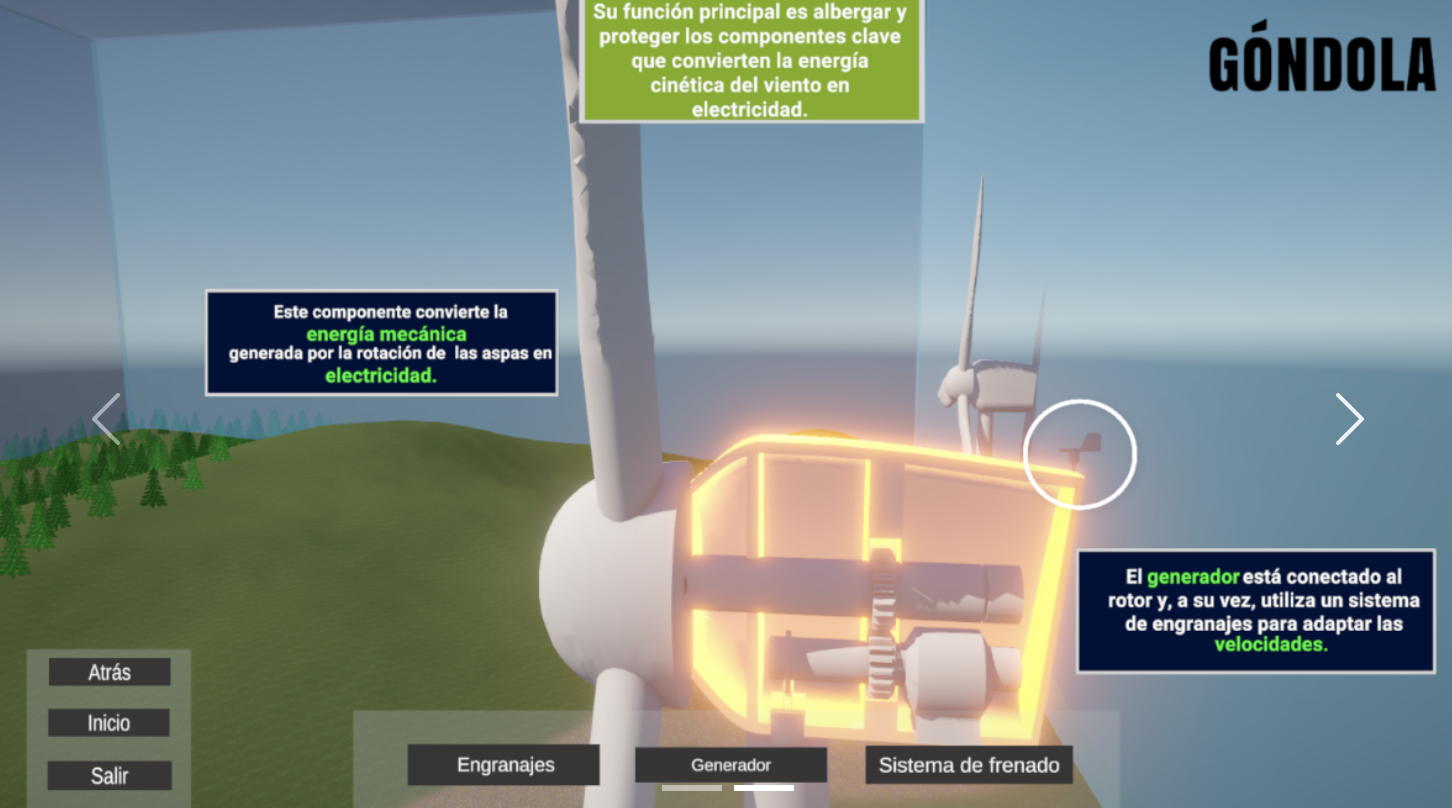 Su función principal es albergar y
proteger los componentes clave
que convierten la energía
cinética del viento en
electricidad.
GÓNDOLA
Este componente convierte la
energía mecánica
generada por la rotación de las aspas en
electricidad.
El generador está conectado al
rotor y, a su vez, utiliza un sistema
de engranajes para adaptar las
velocidades.
Atrás
Inicio
Salir
Engranajes
Generador
Sistema de frenado